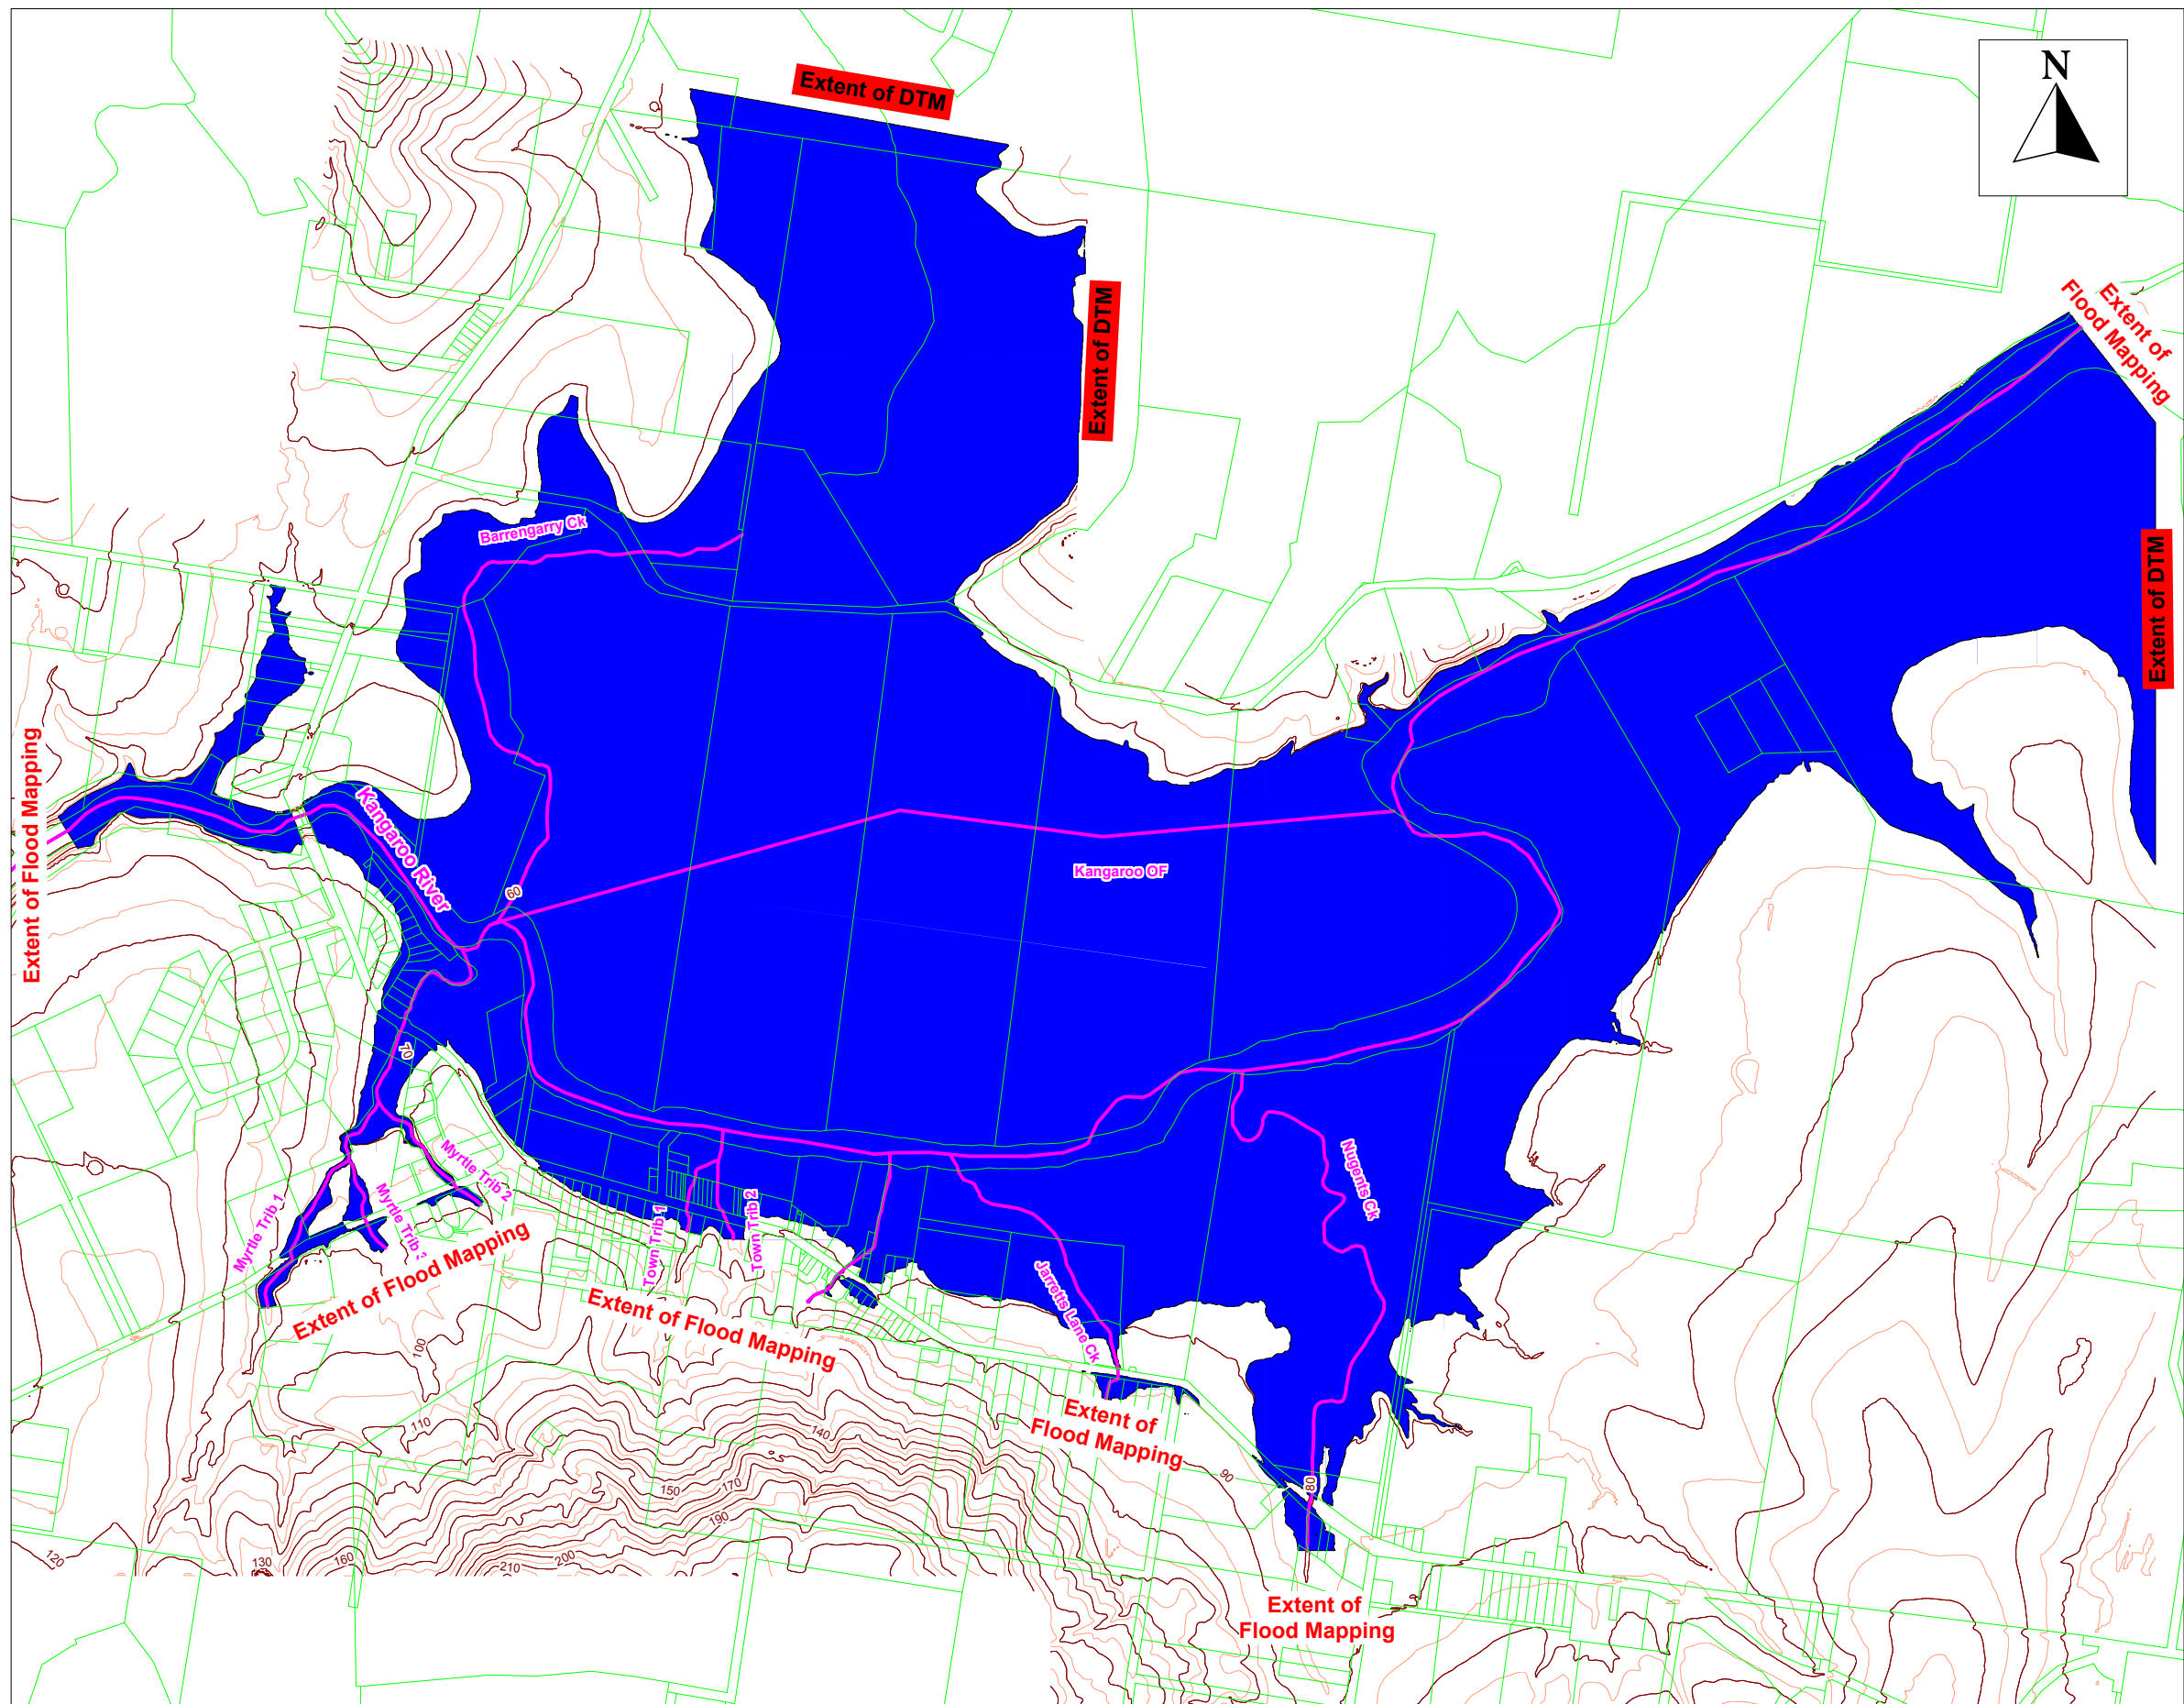 N
Extent of DTM
Extent of DTM
Extent of
Flood Mapping
Extent of DTM
Barrengarry Ck
Extent of Flood Mapping
Kangaroo River
60
Kangaroo OF
70
Myrtle Trib 1
Myrtle Trib 2
Myrtle Trib 3
Town Trib 1
Town Trib 2
Nugents Ck
Jarretts Lane Ck
Extent of Flood Mapping
Extent of Flood Mapping
Extent of
Flood Mapping
100
110
140
150
170
190
90
80
120
130
160
210
200
Extent of
Flood Mapping